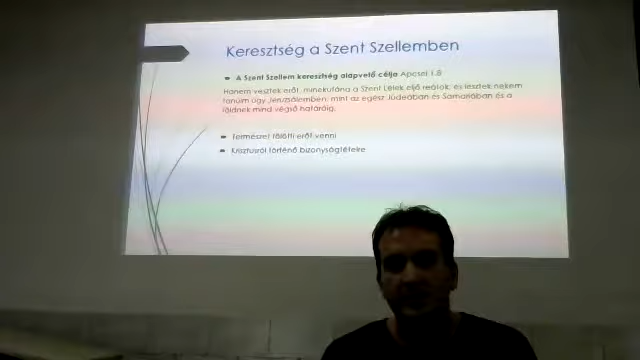 Keresztség a Szent Szellemben
A Szent Szellem keresztség alapvető célja Apcsel 1.8
Hanem vesztek erőt, minekutána a Szent Lélek eljő reátok; és lesztek nekem
tanúim úgy Jeruzsálemben, mint az egész Júdeában és Samariában és a
földnek mind végső határáig.
Természet fölötti erőt venni
Krisztusról történő bizonyságtételre